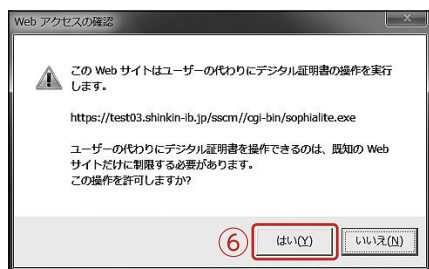 Web アクセスの確認
この Web サイトはユーザーの代わりにデジタル証明書の操作を実行
します。
https://test03.shinkin-ib.jp/sscm//cgi-bin/sophialite.exe
ユーザーの代わりにデジタル証明書を操作できるのは、既知の Web
サイトだけに制限する必要があります。
この操作を許可しますか?
⑥ はい(Y) いいえ(N)